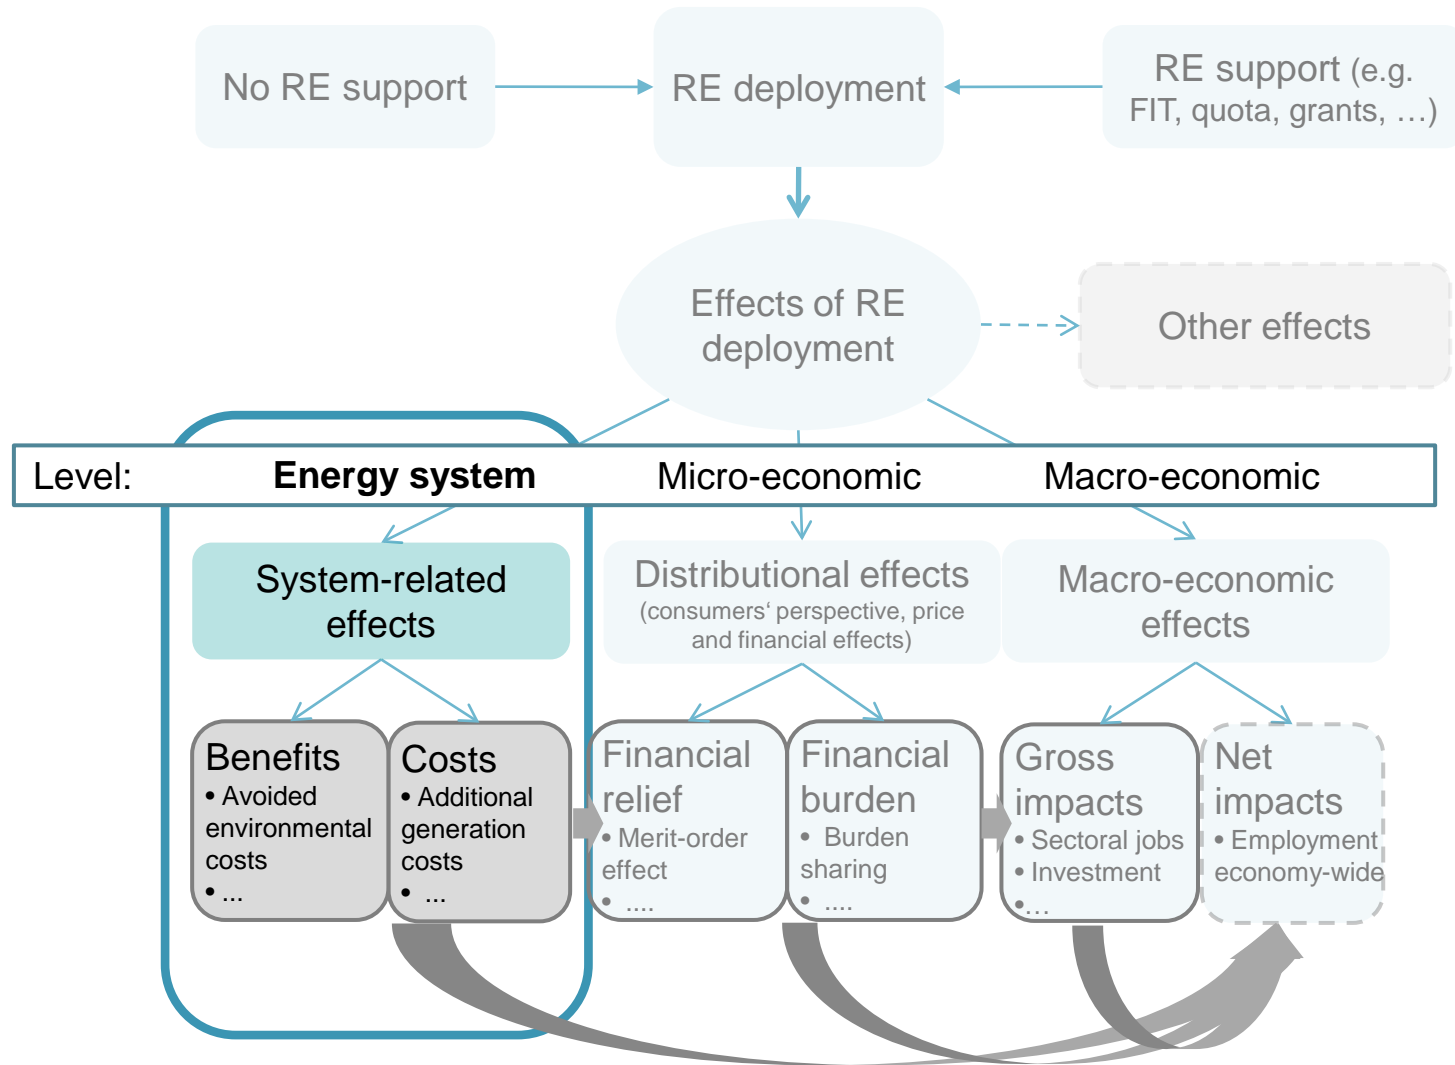 No RE support
RE deployment
RE support (e.g.
FIT, quota, grants, …)
Effects of RE
deployment
Other effects
Level:
Energy system
Micro-economic
Macro-economic
System-related
effects
Distributional effects
(consumers‘ perspective, price
and financial effects)
Macro-economic
effects
Benefits
• Avoided
environmental
costs
• ...
Costs
• Additional
generation
costs
• ...
Financial
relief
• Merit-order
effect
• ....
Financial
burden
• Burden
sharing
• ....
Gross
impacts
• Sectoral jobs
• Investment
•…
Net
impacts
• Employment
economy-wide